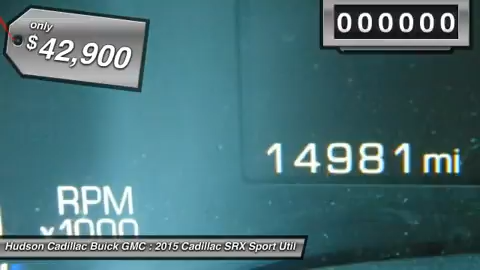 only
$42,900
000000
14981 mi
RPM
x1000
Hudson Cadillac Buick GMC : 2015 Cadillac SRX Sport Util